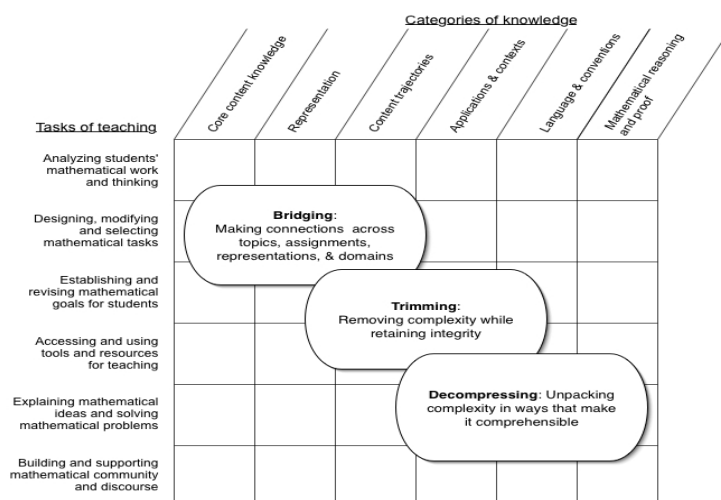 Categories of knowledge
Core content knowledge
Representation
Content trajectories
Applications & contexts
Language & conventions
Mathematical reasoning
and proof
Tasks of teaching
Analyzing students'
mathematical work
and thinking
Designing, modifying
and selecting
mathematical tasks
Establishing and
revising mathematical
goals for students
Accessing and using
tools and resources
for teaching
Explaining mathematical
ideas and solving
mathematical problems
Building and supporting
mathematical community
and discourse
Bridging:
Making connections across
topics, assignments,
representations, & domains
Trimming:
Removing complexity while
retaining integrity
Decompressing: Unpacking
complexity in ways that make
it comprehensible